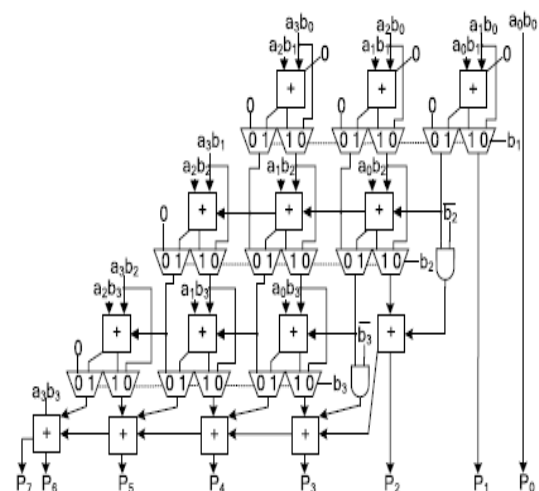 a₃b₀ a₂b₀ a₁b₀ a₀b₀
a₂b₁ 0 a₁b₁ 0 a₀b₁ 0
+ + +
0 0 0
0 1 1 0 0 1 1 0 0 1 1 0 b₁
a₃b₁
a₂b₂ a₁b₂ a₀b₂
+ + + b̅₂
0
0 1 1 0 0 1 1 0 0 1 1 0 b₂
a₃b₂
a₂b₃ a₁b₃ a₀b₃
+ + + b̅₃ +
0
0 1 1 0 0 1 1 0 0 1 1 0 b₃
a₃b₃
+ + + +
P₇ P₆ P₅ P₄ P₃ P₂ P₁ P₀